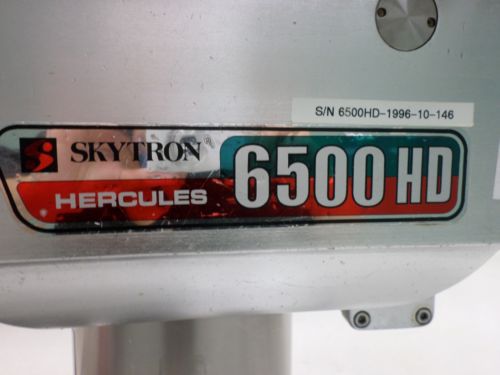 S/N 6500HD-1996-10-146
S SKYTRON®
HERCULES 6500 HD